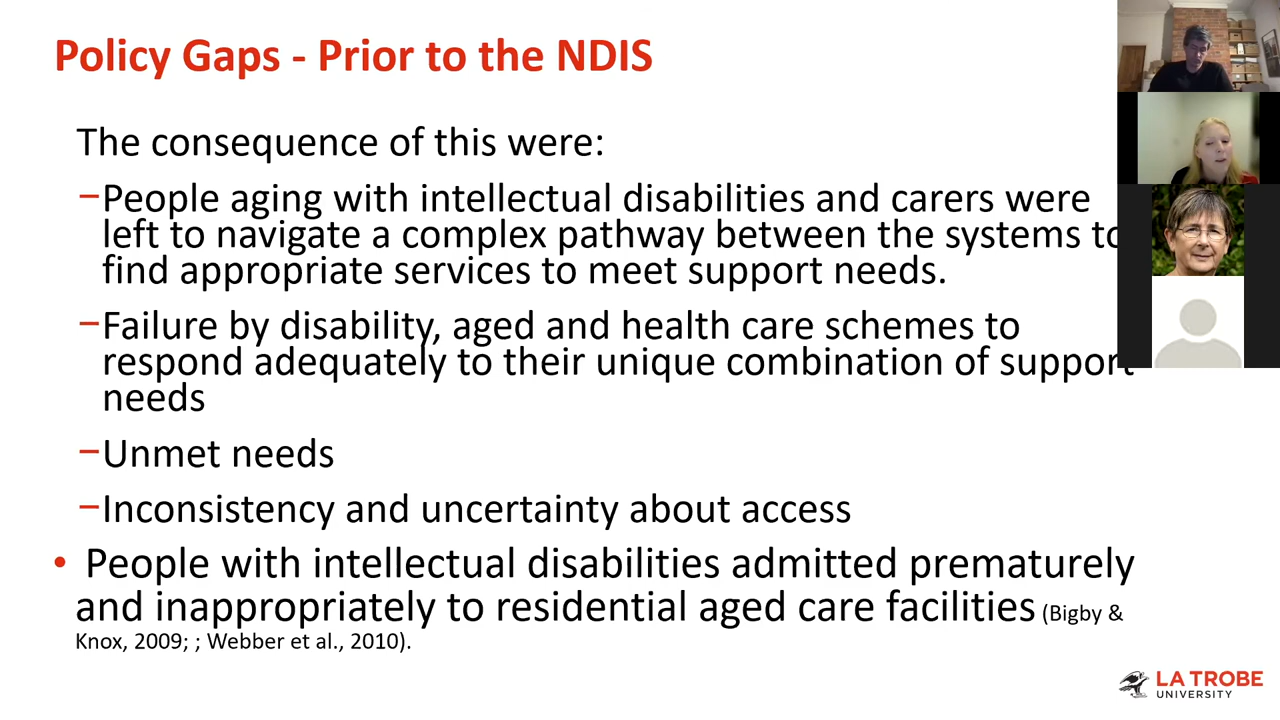 Policy Gaps - Prior to the NDIS
The consequence of this were:
–People aging with intellectual disabilities and carers were
left to navigate a complex pathway between the systems to
find appropriate services to meet support needs.
–Failure by disability, aged and health care schemes to
respond adequately to their unique combination of support
needs
–Unmet needs
–Inconsistency and uncertainty about access
• People with intellectual disabilities admitted prematurely
and inappropriately to residential aged care facilities (Bigby &
Knox, 2009; ; Webber et al., 2010).
LA TROBE
UNIVERSITY